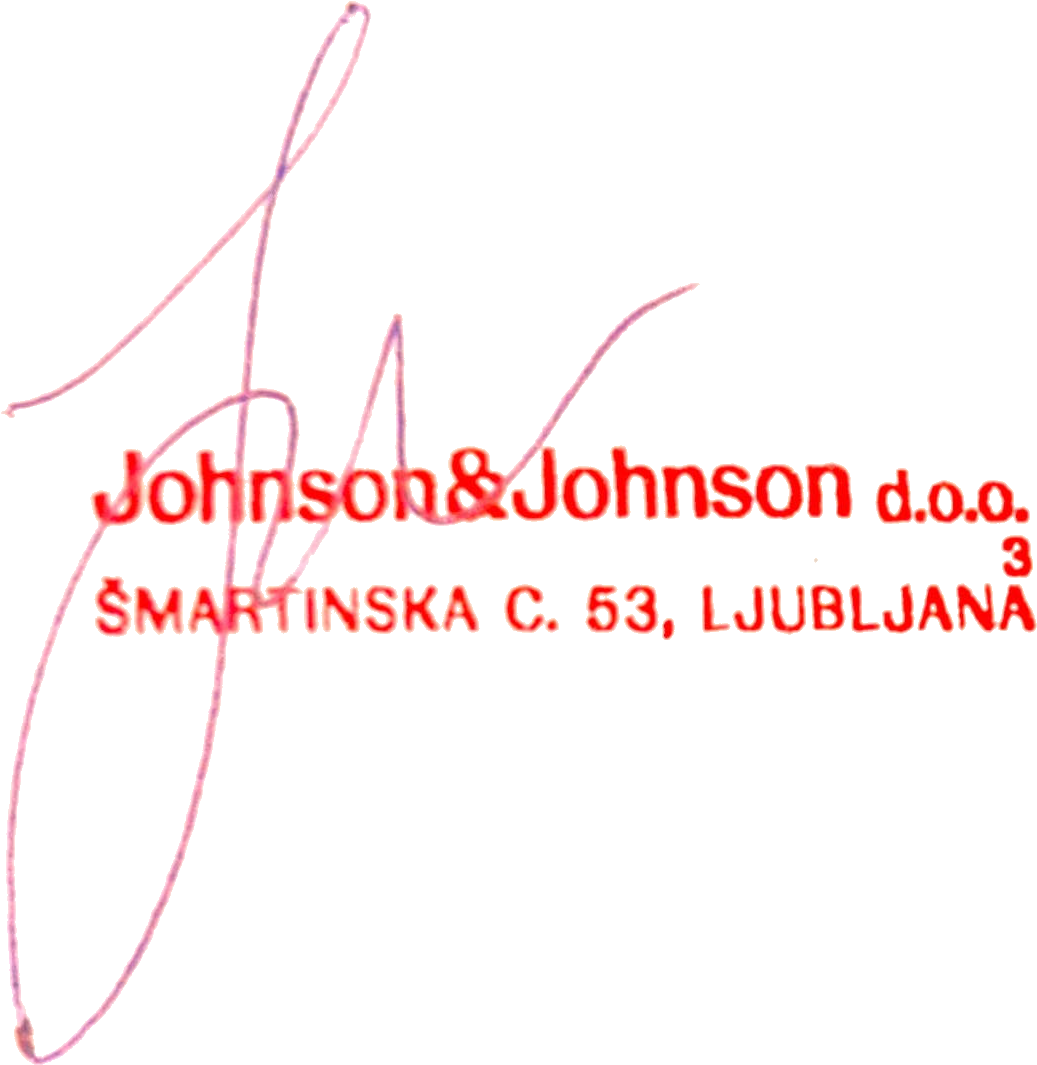 Johnson&Johnson d.o.o.
3
ŠMARTINSKA C. 53, LJUBLJANA